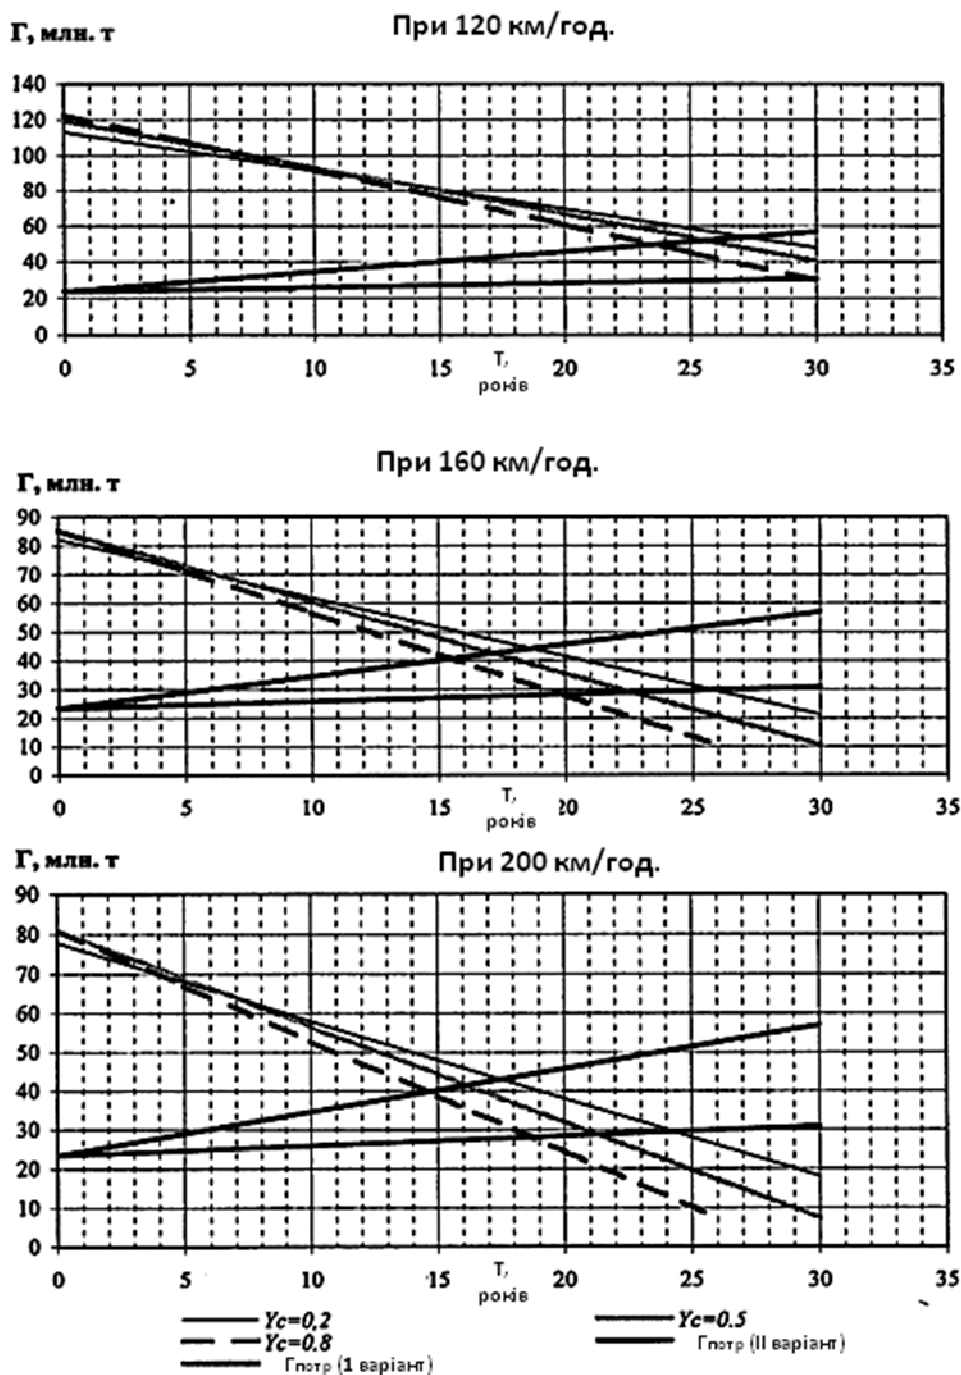 При 120 км/год.
Г, млн. т
140
120
100
80
60
40
20
0
0 5 10 15 20 25 30 35
Т, років
При 160 км/год.
Г, млн. т
90
80
70
60
50
40
30
20
10
0
0 5 10 15 20 25 30 35
Т, років
При 200 км/год.
Г, млн. т
90
80
70
60
50
40
30
20
10
0
0 5 10 15 20 25 30 35
Т, років
Yc=0,2 Yc=0.5
Yc=0.8 Гпотр (II варіант)
Гпотр (1 варіант)